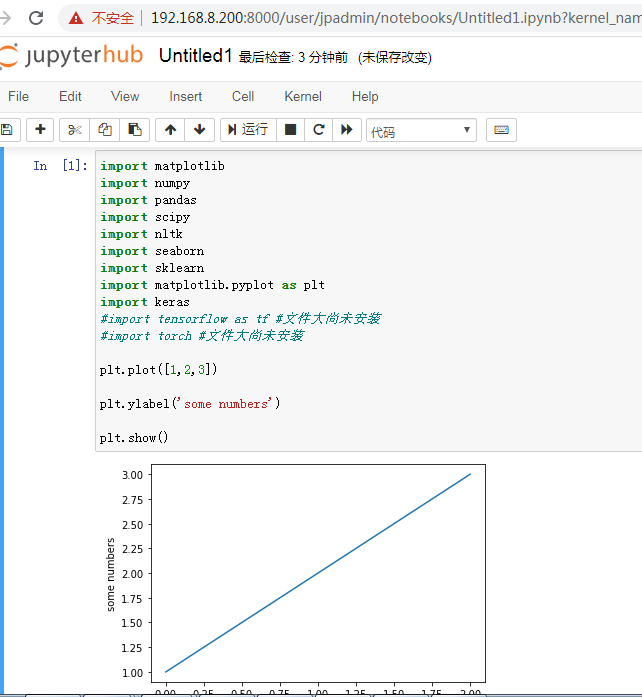 不安全 | 192.168.8.200:8000/user/jpadmin/notebooks/Untitled1.ipynb?kernel_nam
jupyterhub Untitled1 最后检查: 3 分钟前 (未保存改变)
File Edit View Insert Cell Kernel Help
运行 代码
In [1]: import matplotlib
import numpy
import pandas
import scipy
import nltk
import seaborn
import sklearn
import matplotlib.pyplot as plt
import keras
#import tensorflow as tf #文件大尚未安装
#import torch #文件大尚未安装
plt.plot([1,2,3])
plt.ylabel('some numbers')
plt.show()
3.00
2.75
2.50
2.25
2.00
1.75
1.50
1.25
1.00
some numbers
0.00 0.25 0.50 0.75 1.00 1.25 1.50 1.75 2.00